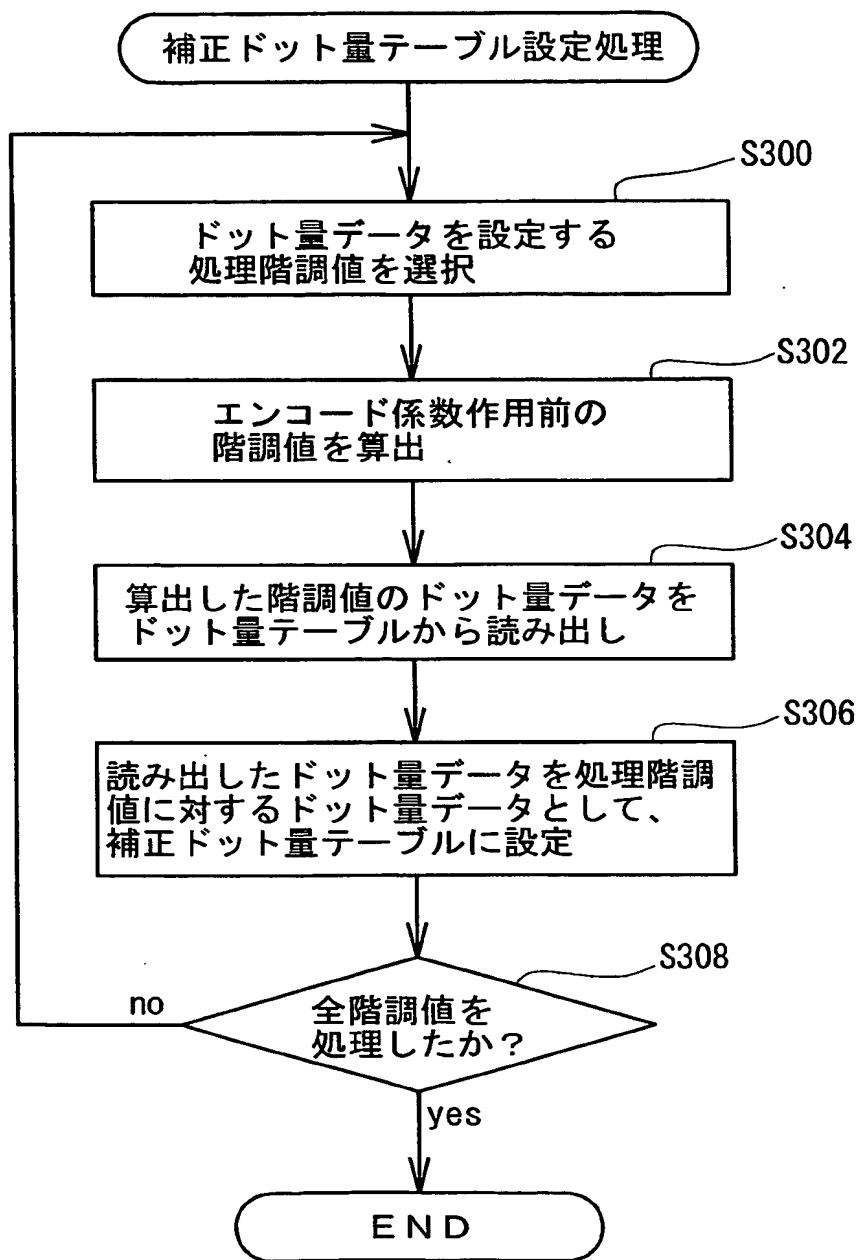 補正ドット量テーブル設定処理
S300
ドット量データを設定する
処理階調値を選択
S302
エンコード係数作用前の
階調値を算出
S304
算出した階調値のドット量データを
ドット量テーブルから読み出し
S306
読み出したドット量データを処理階調
値に対するドット量データとして、
補正ドット量テーブルに設定
S308
no
全階調値を
処理したか？
yes
END